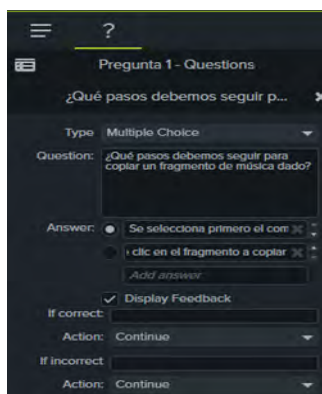 ?
Pregunta 1 - Questions
¿Qué pasos debemos seguir p...
Type Multiple Choice
Question: ¿Qué pasos debemos seguir para
copiar un fragmento de música dado?
Answer: Se selecciona primero el com
clic en el fragmento a copiar
Add answer
Display Feedback
If correct:
Action: Continue
If incorrect
Action: Continue